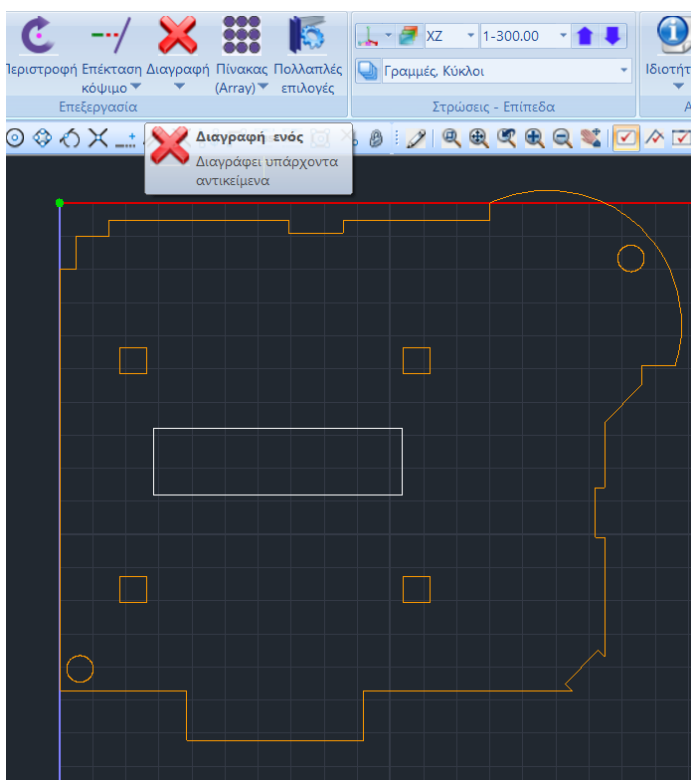 Περιστροφή Επέκταση Διαγραφή Πίνακας Πολλαπλές
κόψιμο (Array) επιλογές
Επεξεργασία
XZ 1-300.00
Γραμμές, Κύκλοι
Στρώσεις - Επίπεδα
Διαγραφή ενός
Διαγράφει υπάρχοντα
αντικείμενα